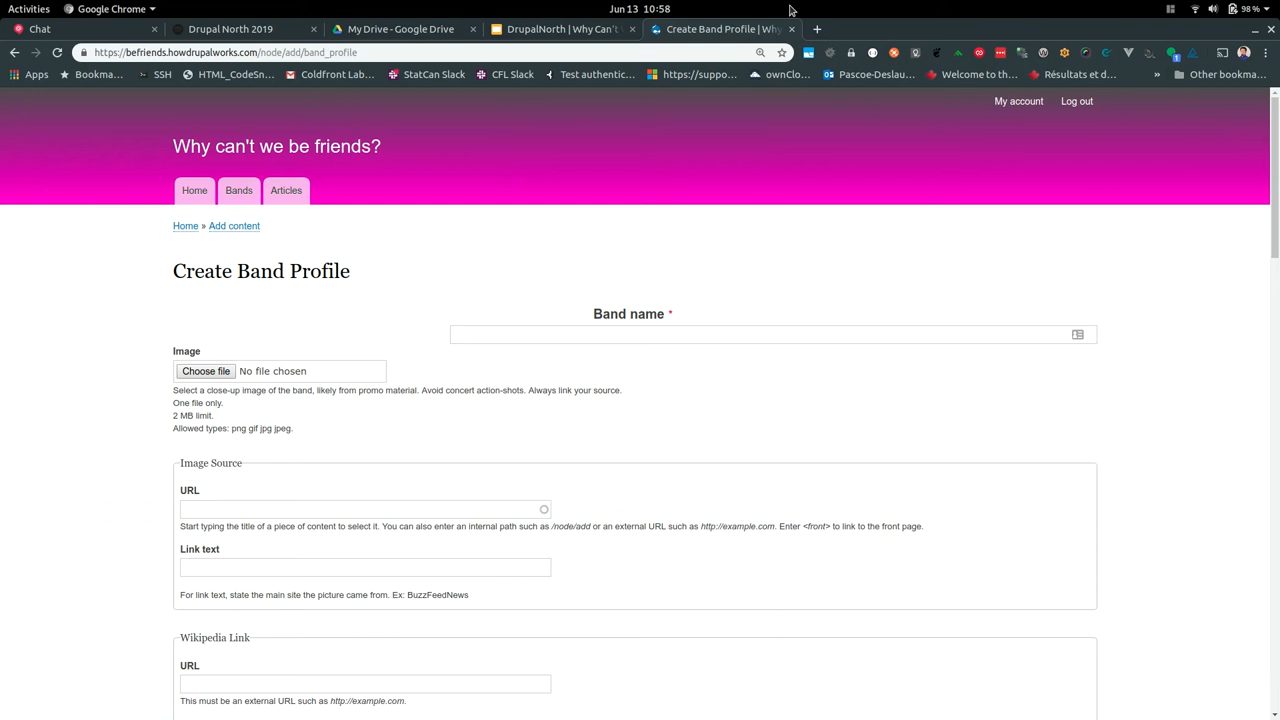 Activities Google Chrome Jun 13 10:58 98%
Chat Drupal North 2019 My Drive - Google Drive DrupalNorth | Why Can't Create Band Profile | Why
https://befriends.howdrupalworks.com/node/add/band_profile
Apps Bookma... SSH HTML_CodeSn... Coldfront Lab... StatCan Slack CFL Slack Test authentic... https://suppo... ownClo... Pascoe-Deslau... Welcome to th... Résultats et d... » Other bookma...
My account Log out
Why can't we be friends?
Home Bands Articles
Home » Add content
Create Band Profile
Band name *
Image
Choose file No file chosen
Select a close-up image of the band, likely from promo material. Avoid concert action-shots. Always link your source.
One file only.
2 MB limit.
Allowed types: png gif jpg jpeg.
Image Source
URL
Start typing the title of a piece of content to select it. You can also enter an internal path such as /node/add or an external URL such as http://example.com. Enter <front> to link to the front page.
Link text
For link text, state the main site the picture came from. Ex: BuzzFeedNews
Wikipedia Link
URL
This must be an external URL such as http://example.com.